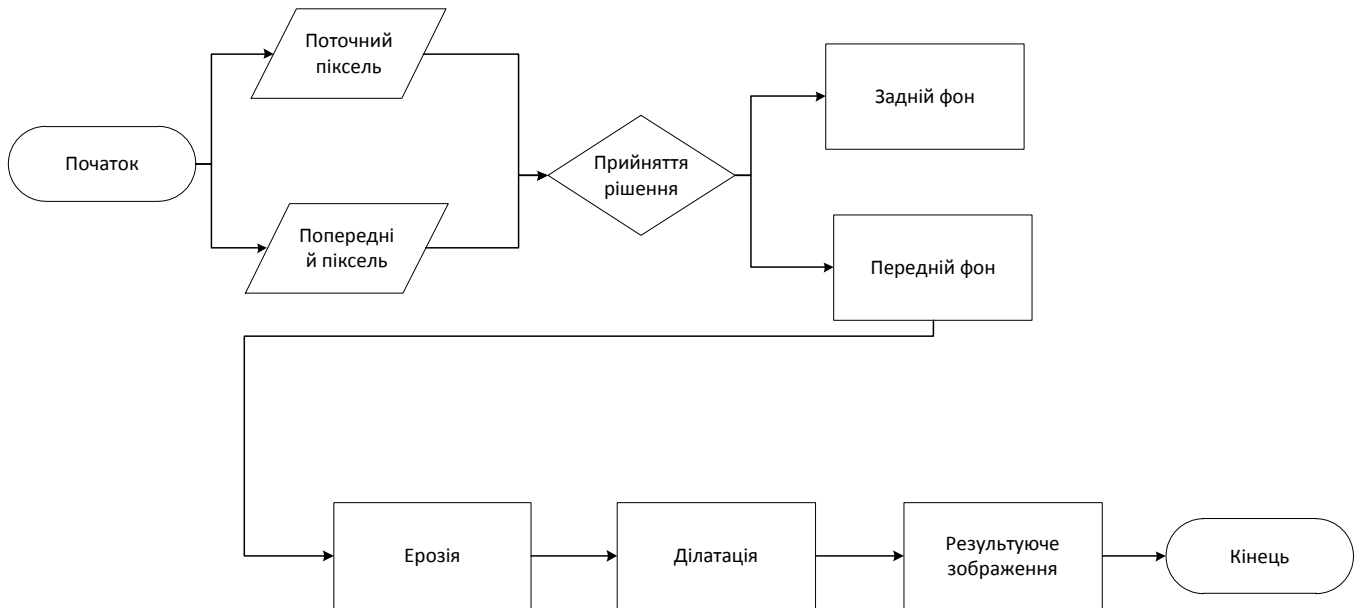 Початок
Поточний
піксель
Попередні
й піксель
Прийняття
рішення
Задній фон
Передній фон
Ерозія
Ділатація
Результуюче
зображення
Кінець